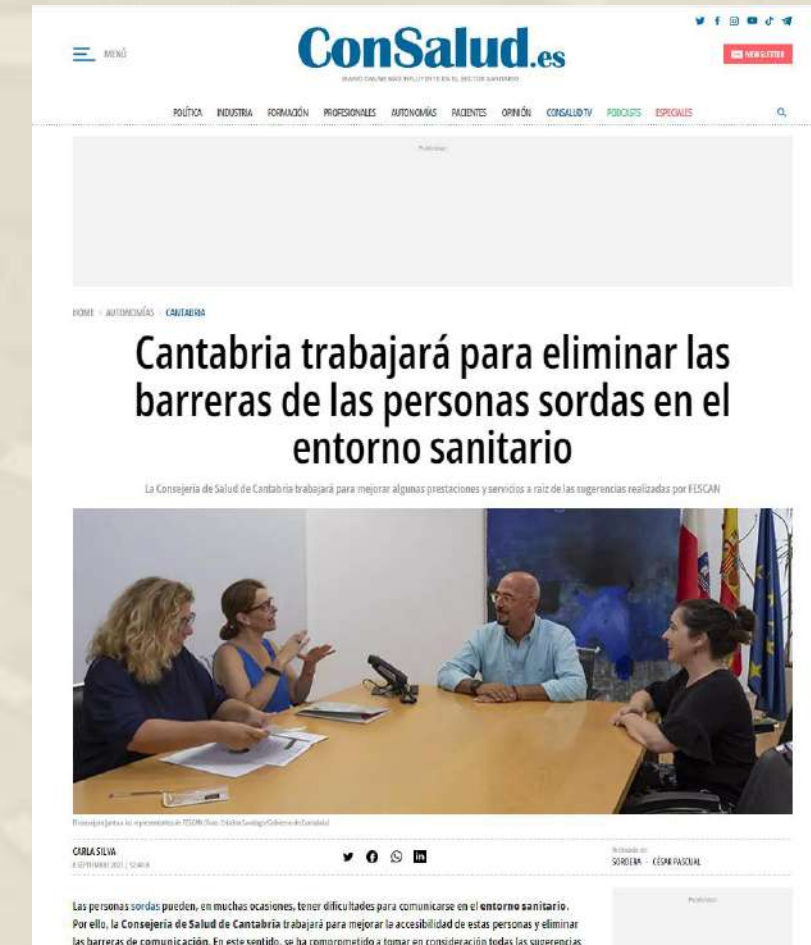 MENÚ
ConSalud.es
NEWSLETTER
POLÍTICA INDUSTRIA FORMACIÓN PROFESIONALES AUTONOMÍAS PACIENTES OPINIÓN CONSALUD TV PODCASTS ESPECIALES
Publicidad
HOME > AUTONOMÍAS > CANTABRIA
Cantabria trabajará para eliminar las
barreras de las personas sordas en el
entorno sanitario
La Consejería de Salud de Cantabria trabajará para mejorar algunas prestaciones y servicios a raíz de las sugerencias realizadas por FESCAN
CARLA SILVA
SORDERA - CÉSAR PASCUAL
Publicidad
Las personas sordas pueden, en muchas ocasiones, tener dificultades para comunicarse en el entorno sanitario.
Por ello, la Consejería de Salud de Cantabria trabajará para mejorar la accesibilidad de estas personas y eliminar
las barreras de comunicación. En este sentido, se ha comprometido a tomar en consideración todas las sugerencias